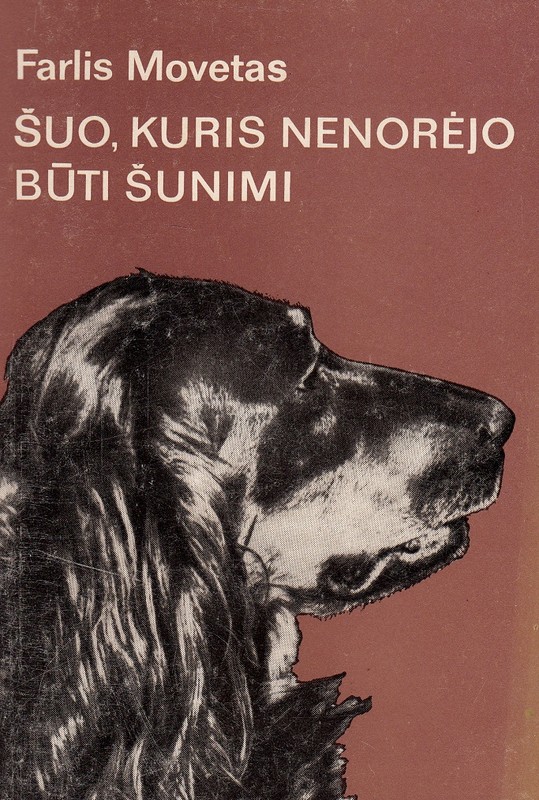 Farlis Movetas
ŠUO, KURIS NENORĖJO
BŪTI ŠUNIMI